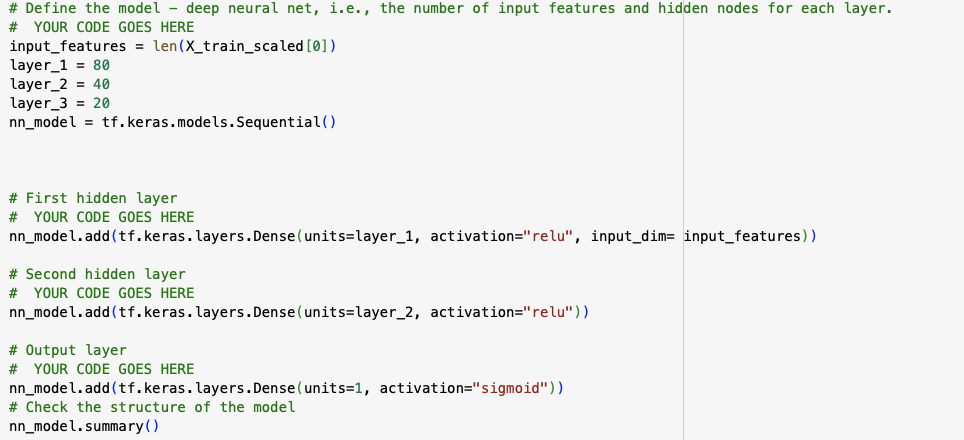 # Define the model – deep neural net, i.e., the number of input features and hidden nodes for each layer.
#  YOUR CODE GOES HERE
input_features = len(X_train_scaled[0])
layer_1 = 80
layer_2 = 40
layer_3 = 20
nn_model = tf.keras.models.Sequential()
# First hidden layer
#  YOUR CODE GOES HERE
nn_model.add(tf.keras.layers.Dense(units=layer_1, activation="relu", input_dim= input_features))
# Second hidden layer
#  YOUR CODE GOES HERE
nn_model.add(tf.keras.layers.Dense(units=layer_2, activation="relu"))
# Output layer
#  YOUR CODE GOES HERE
nn_model.add(tf.keras.layers.Dense(units=1, activation="sigmoid"))
# Check the structure of the model
nn_model.summary()